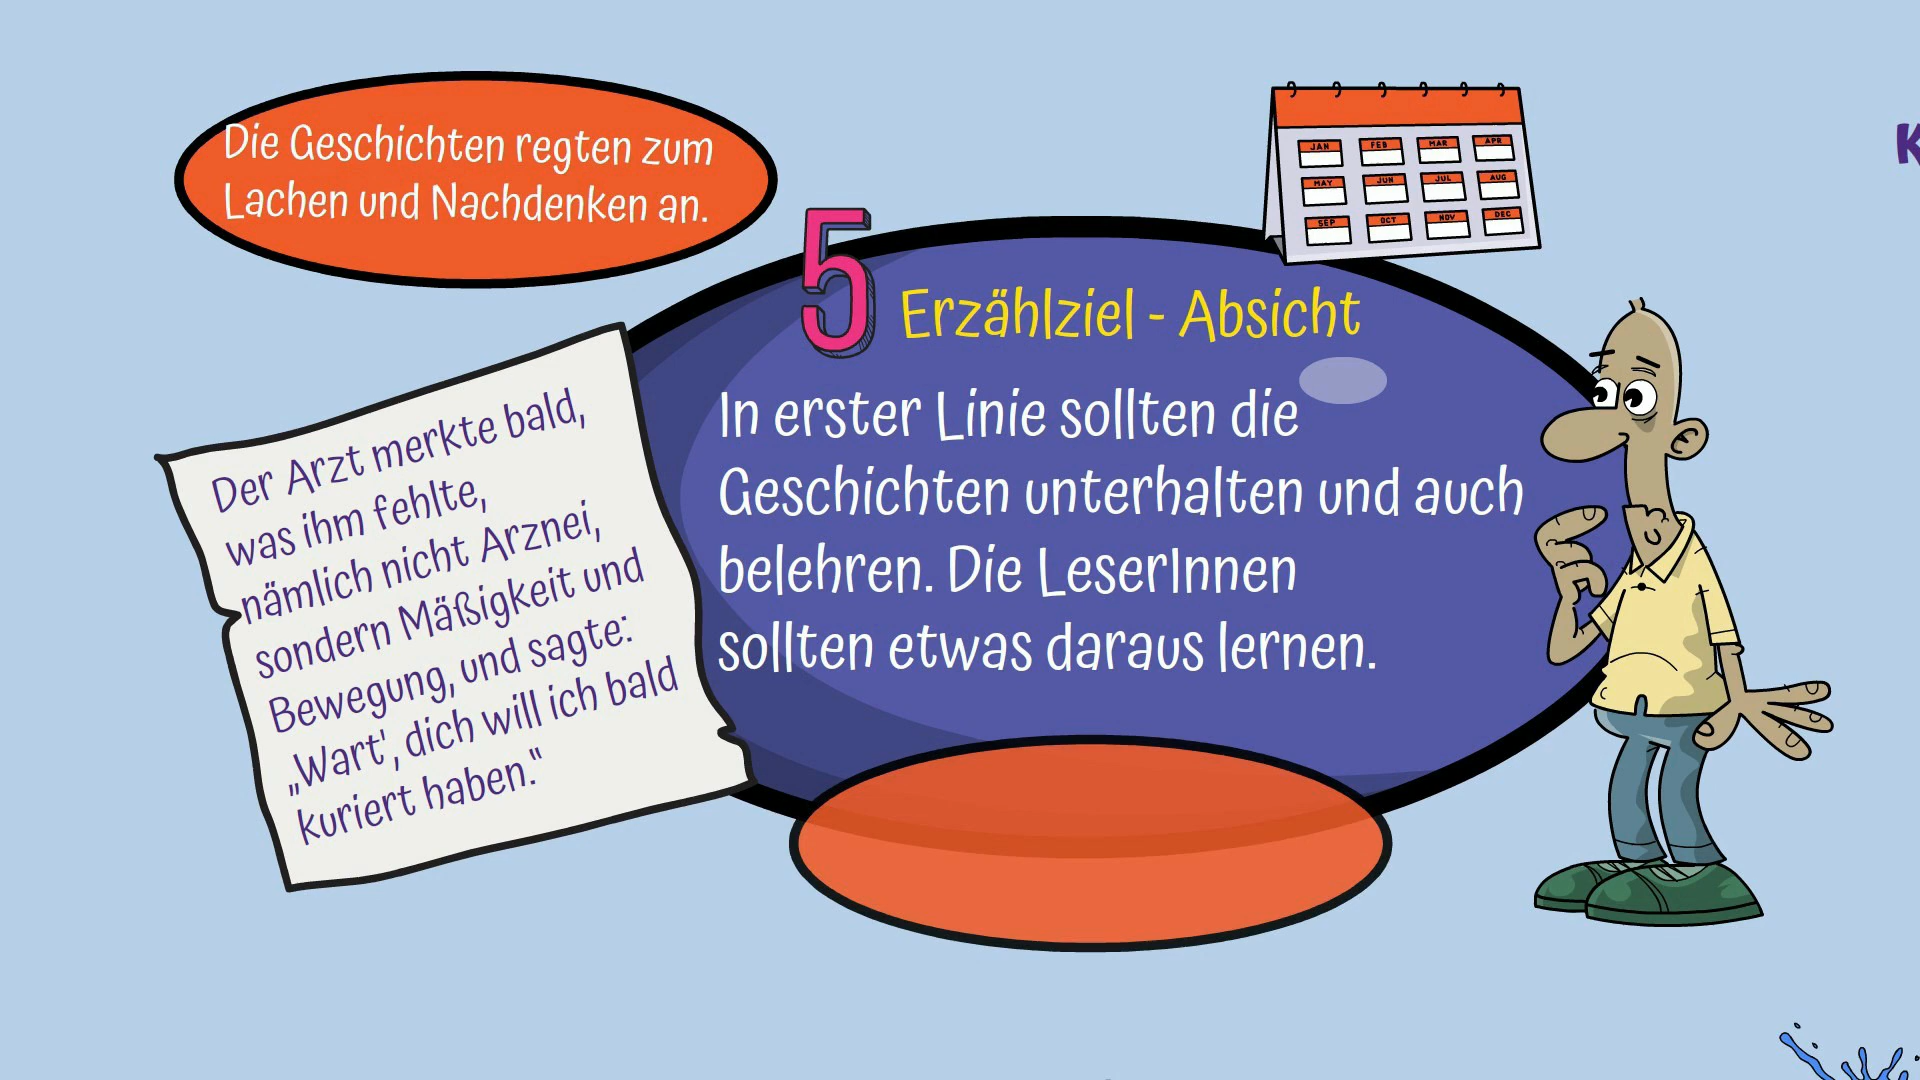 Die Geschichten regten zum
Lachen und Nachdenken an.
JAN FEB MAR APR
MAY JUN JUL AUG
SEP OCT NOV DEC
K
5
Erzählziel - Absicht
In erster Linie sollten die
Geschichten unterhalten und auch
belehren. Die LeserInnen
sollten etwas daraus lernen.
Der Arzt merkte bald,
was ihm fehlte,
nämlich nicht Arznei,
sondern Mäßigkeit und
Bewegung, und sagte:
„Wart', dich will ich bald
kuriert haben."